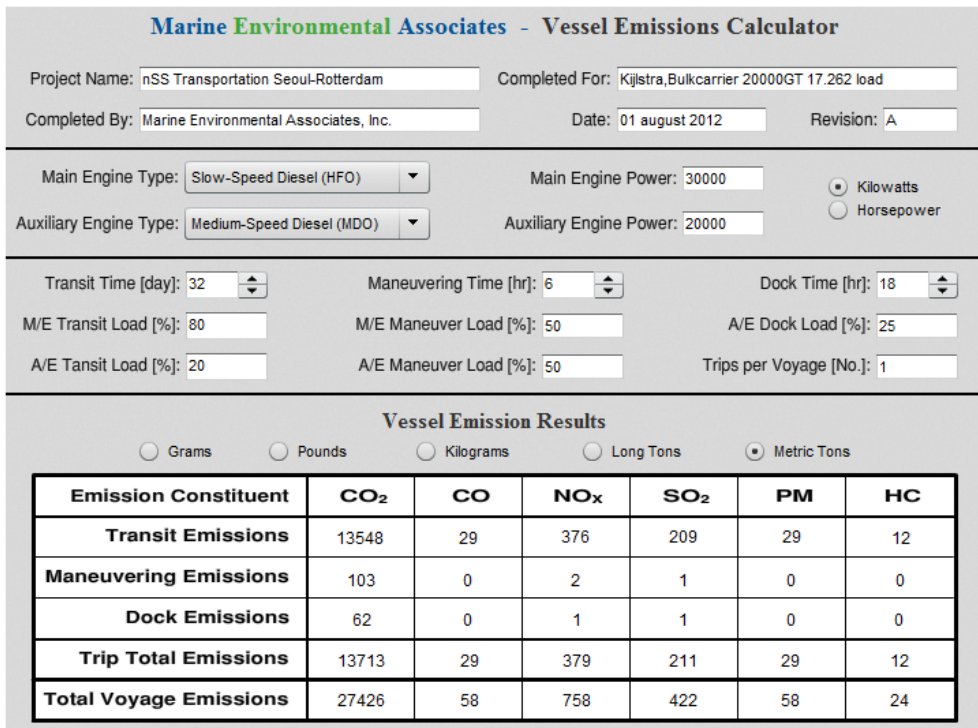 Marine Environmental Associates - Vessel Emissions Calculator
Project Name: nSS Transportation Seoul-Rotterdam Completed For: Kijlstra,Bulkcarrier 20000GT 17.262 load
Completed By: Marine Environmental Associates, Inc. Date: 01 august 2012 Revision: A
Main Engine Type: Slow-Speed Diesel (HFO) Main Engine Power: 30000 Kilowatts
Auxiliary Engine Type: Medium-Speed Diesel (MDO) Auxiliary Engine Power: 20000 Horsepower
Transit Time [day]: 32 Maneuvering Time [hr]: 6 Dock Time [hr]: 18
M/E Transit Load [%]: 80 M/E Maneuver Load [%]: 50 A/E Dock Load [%]: 25
A/E Tansit Load [%]: 20 A/E Maneuver Load [%]: 50 Trips per Voyage [No.]: 1
Vessel Emission Results
Grams Pounds Kilograms Long Tons Metric Tons
Emission Constituent CO₂ CO NOx SO₂ PM HC
Transit Emissions 13548 29 376 209 29 12
Maneuvering Emissions 103 0 2 1 0 0
Dock Emissions 62 0 1 1 0 0
Trip Total Emissions 13713 29 379 211 29 12
Total Voyage Emissions 27426 58 758 422 58 24